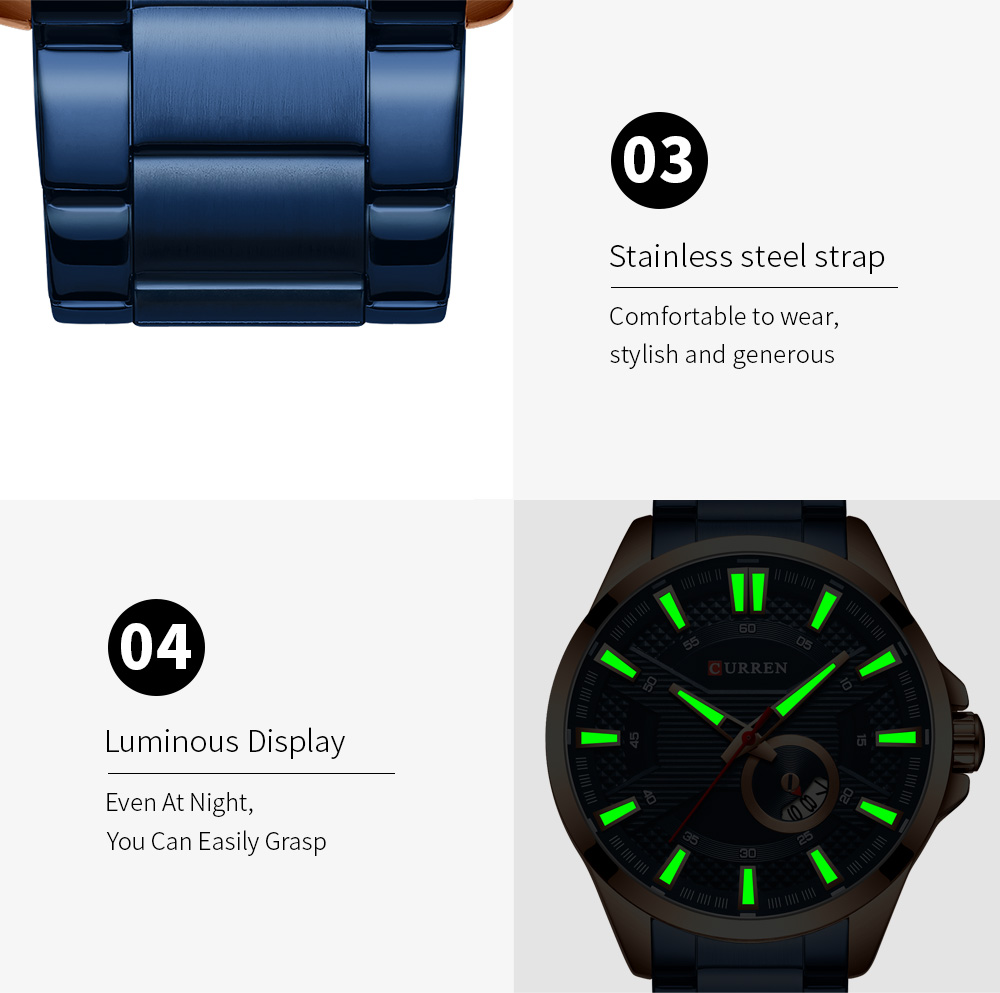 03
Stainless steel strap
Comfortable to wear,
stylish and generous
04
Luminous Display
Even At Night,
You Can Easily Grasp
CURREN
60
05
10
15
20
25
30
35
40
45
50
55